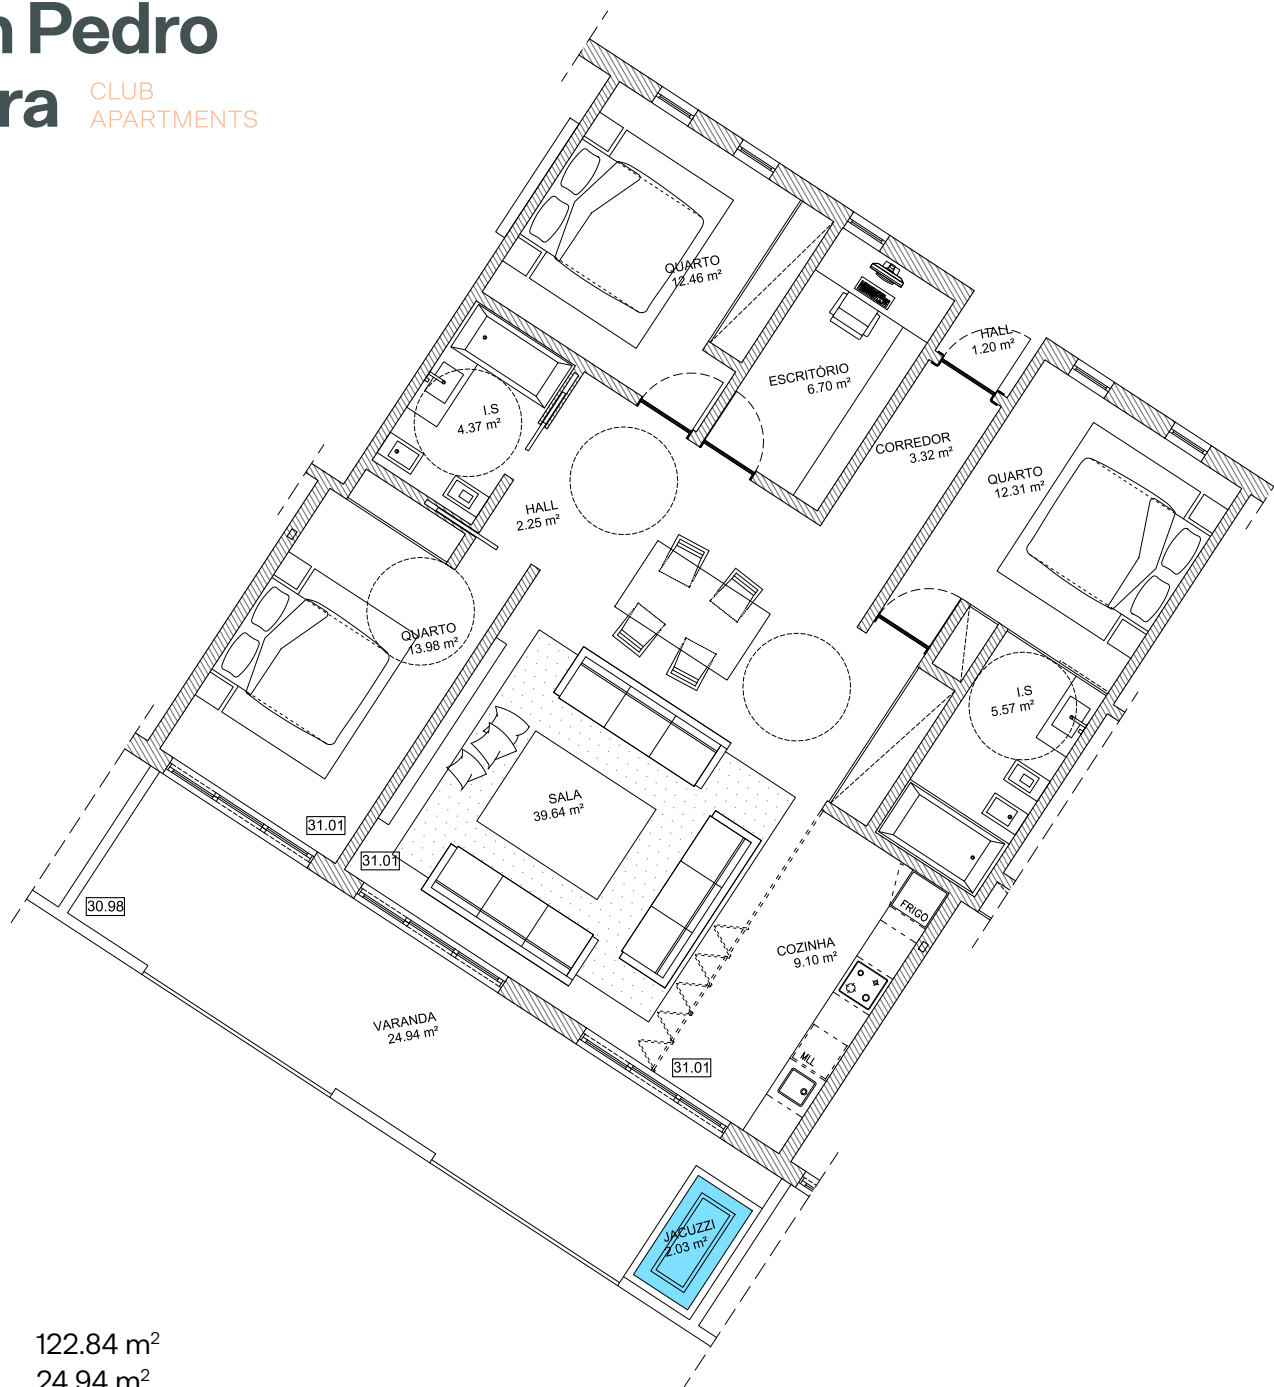 Pedro
ra CLUB
APARTMENTS
QUARTO
12.46 m²
HALL
1.20 m²
ESCRITÓRIO
6.70 m²
I.S
4.37 m²
CORREDOR
3.32 m²
QUARTO
12.31 m²
HALL
2.25 m²
QUARTO
13.98 m²
I.S
5.57 m²
SALA
39.64 m²
31.01
31.01
30.98
FRIGO
COZINHA
9.10 m²
VARANDA
24.94 m²
MLL
31.01
JACUZZI
2.03 m²
122.84 m²
24.94 m²